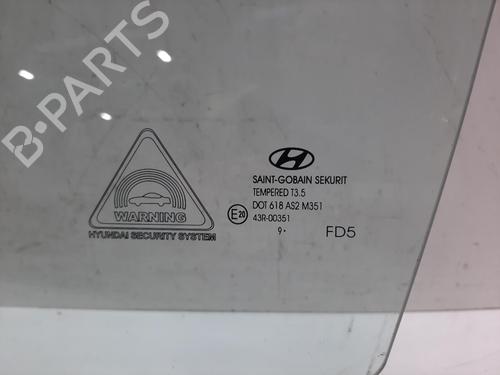 B-PARTS
WARNING
HYUNDAI SECURITY SYSTEM
SAINT-GOBAIN SEKURIT
TEMPERED T3.5
DOT 618 AS2 M351
E20 43R-00351
9•
FD5